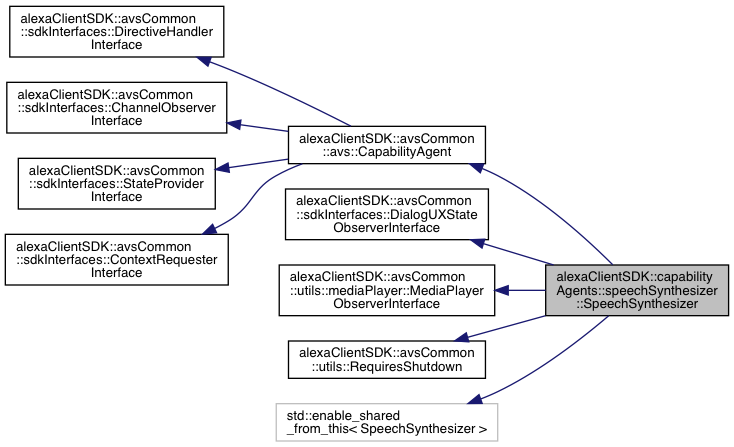 alexaClientSDK::avsCommon
::sdkInterfaces::DirectiveHandler
Interface
alexaClientSDK::avsCommon
::sdkInterfaces::ChannelObserver
Interface
alexaClientSDK::avsCommon
::avs::CapabilityAgent
alexaClientSDK::avsCommon
::sdkInterfaces::StateProvider
Interface
alexaClientSDK::avsCommon
::sdkInterfaces::DialogUXState
ObserverInterface
alexaClientSDK::avsCommon
::sdkInterfaces::ContextRequester
Interface
alexaClientSDK::avsCommon
::utils::mediaPlayer::MediaPlayer
ObserverInterface
alexaClientSDK::capability
Agents::speechSynthesizer
::SpeechSynthesizer
alexaClientSDK::avsCommon
::utils::RequiresShutdown
std::enable_shared
_from_this< SpeechSynthesizer >